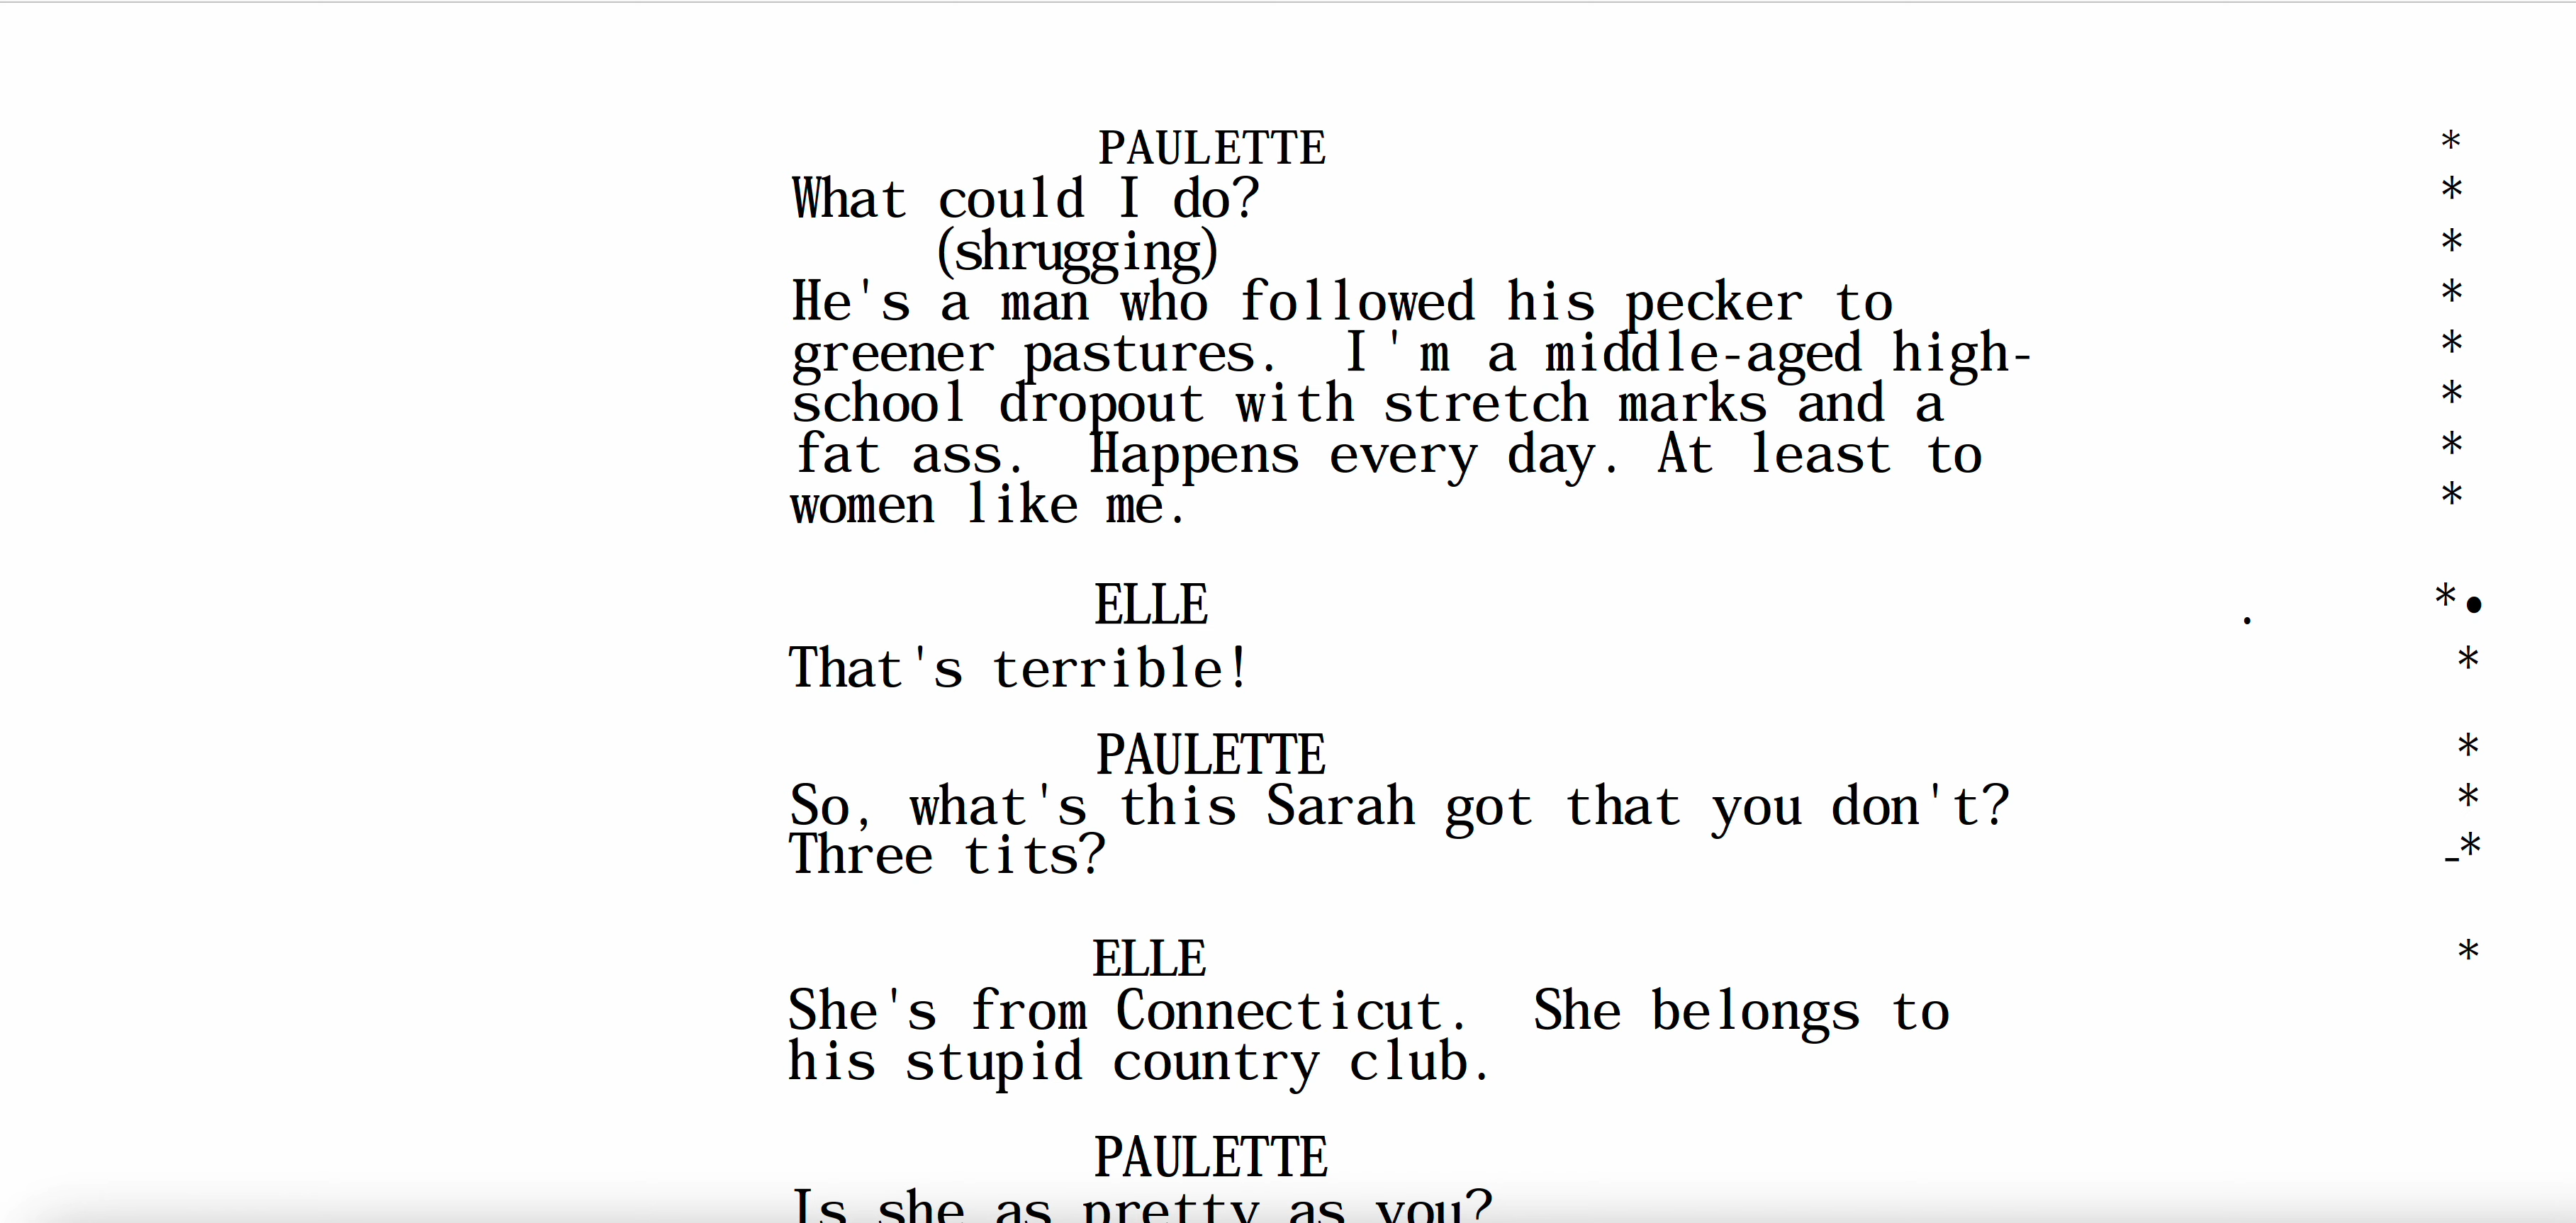 PAULETTE *
What could I do? *
(shrugging) *
He's a man who followed his pecker to *
greener pastures.  I'm a middle-aged high- *
school dropout with stretch marks and a *
fat ass.  Happens every day. At least to *
women like me. *
ELLE . *•
That's terrible! *
PAULETTE *
So, what's this Sarah got that you don't? *
Three tits? -*
ELLE *
She's from Connecticut.  She belongs to
his stupid country club.
PAULETTE
Is she as pretty as you?